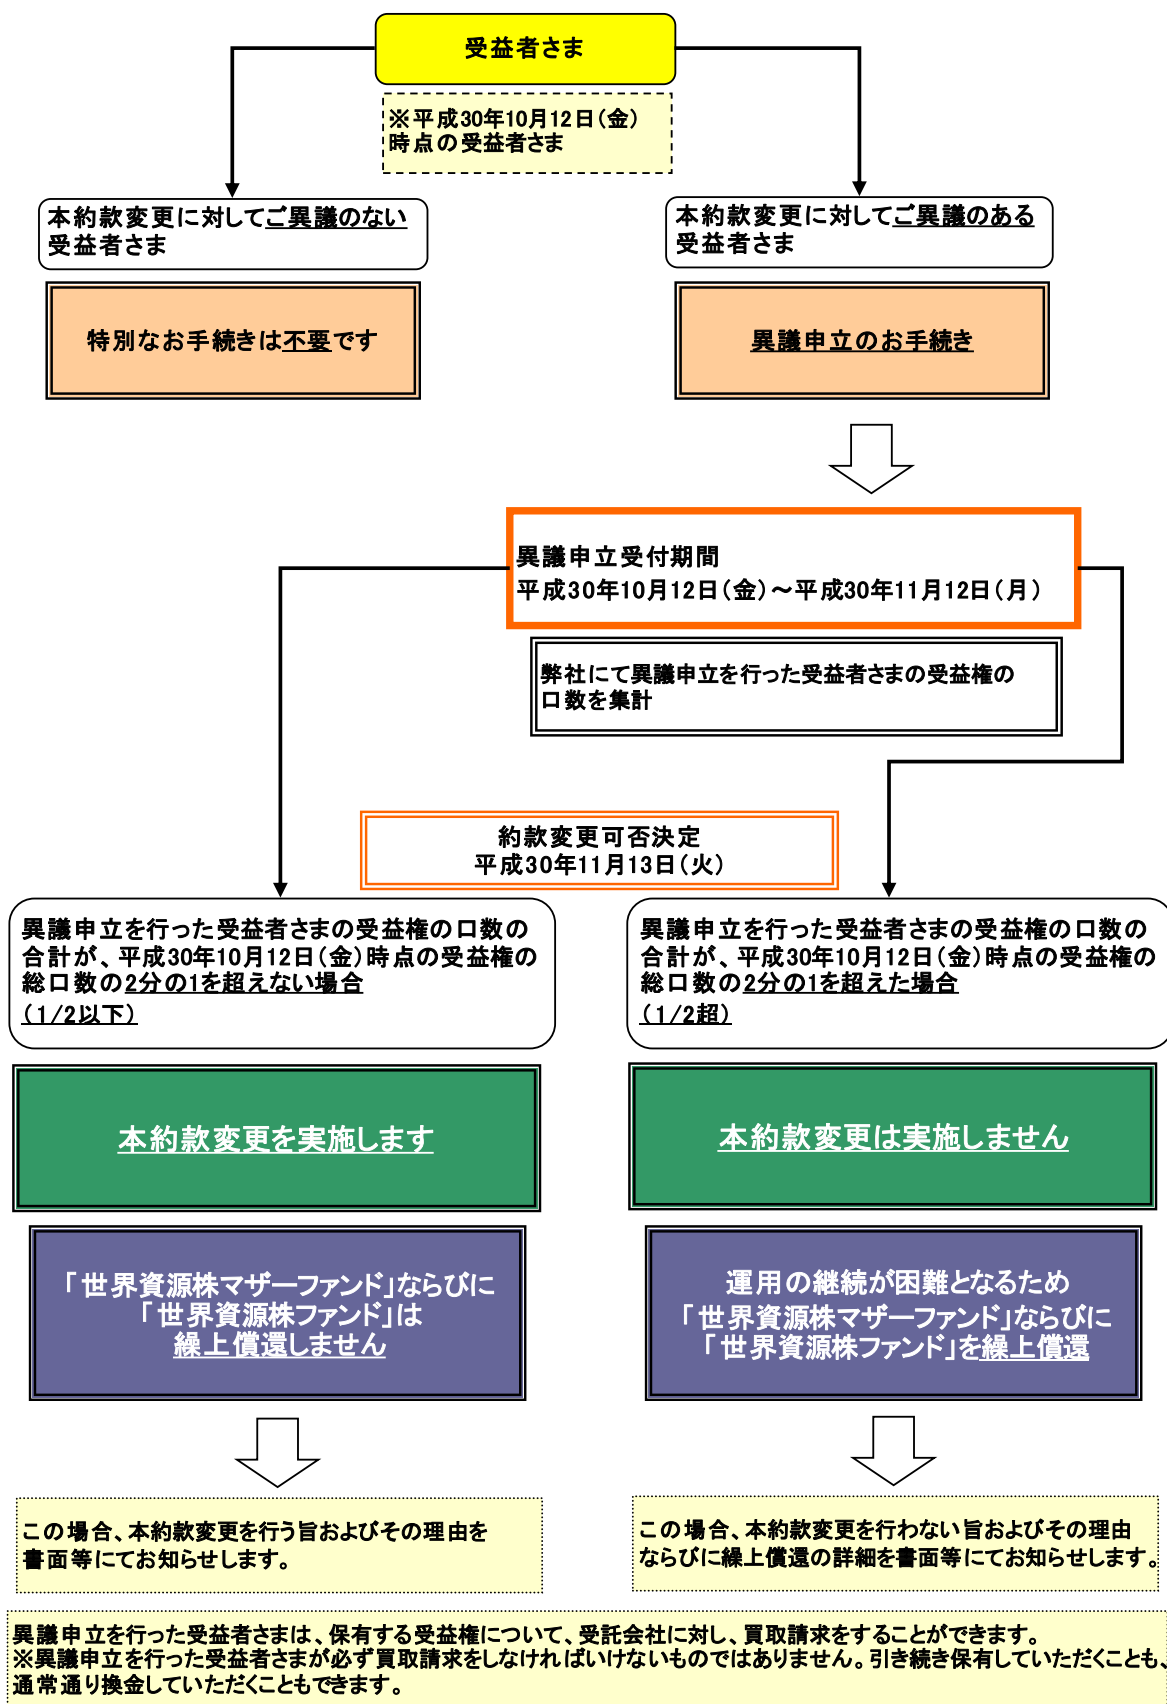 受益者さま
※平成30年10月12日(金)
時点の受益者さま
本約款変更に対してご異議のない
受益者さま
本約款変更に対してご異議のある
受益者さま
特別なお手続きは不要です
異議申立のお手続き
異議申立受付期間
平成30年10月12日(金)～平成30年11月12日(月)
弊社にて異議申立を行った受益者さまの受益権の
口数を集計
約款変更可否決定
平成30年11月13日(火)
異議申立を行った受益者さまの受益権の口数の
合計が、平成30年10月12日(金)時点の受益権の
総口数の2分の1を超えない場合
(1/2以下)
異議申立を行った受益者さまの受益権の口数の
合計が、平成30年10月12日(金)時点の受益権の
総口数の2分の1を超えた場合
(1/2超)
本約款変更を実施します
本約款変更は実施しません
「世界資源株マザーファンド」ならびに
「世界資源株ファンド」は
繰上償還しません
運用の継続が困難となるため
「世界資源株マザーファンド」ならびに
「世界資源株ファンド」を繰上償還
この場合、本約款変更を行う旨およびその理由を
書面等にてお知らせします。
この場合、本約款変更を行わない旨およびその理由
ならびに繰上償還の詳細を書面等にてお知らせします。
異議申立を行った受益者さまは、保有する受益権について、受託会社に対し、買取請求をすることができます。
※異議申立を行った受益者さまが必ず買取請求をしなければいけないものではありません。引き続き保有していただくことも、
通常通り換金していただくこともできます。